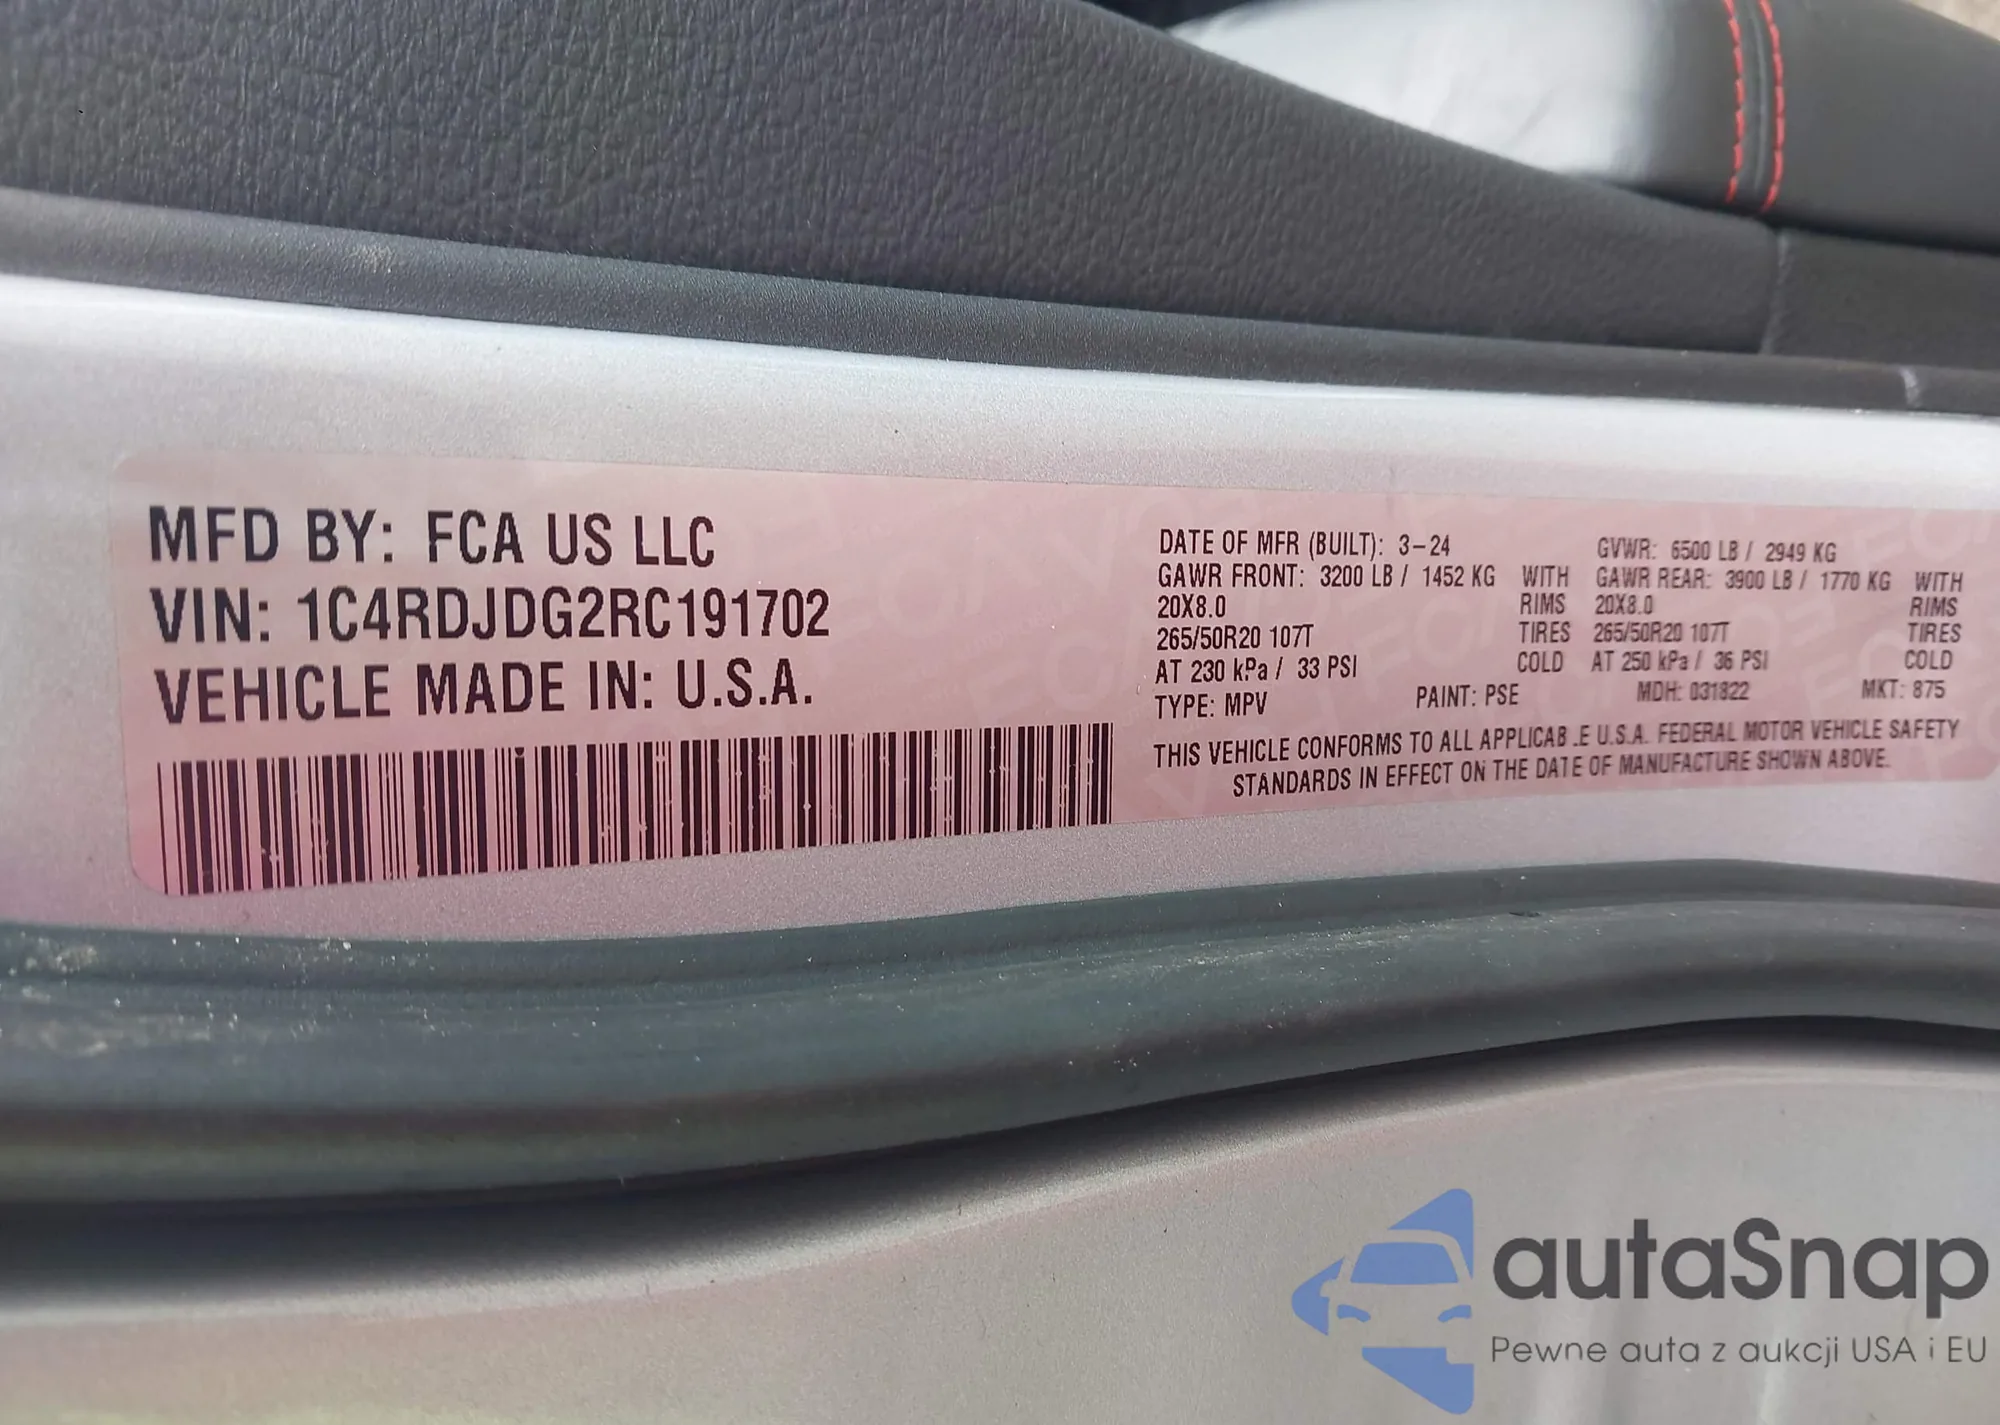 MFD BY: FCA US LLC
VIN: 1C4RDJDG2RC191702
VEHICLE MADE IN: U.S.A.
DATE OF MFR (BUILT): 3-24 GVWR: 6500 LB / 2949 KG
GAWR FRONT: 3200 LB / 1452 KG WITH GAWR REAR: 3900 LB / 1770 KG WITH
20X8.0 RIMS 20X8.0 RIMS
265/50R20 107T TIRES 265/50R20 107T TIRES
AT 230 kPa / 33 PSI COLD AT 250 kPa / 36 PSI COLD
TYPE: MPV PAINT: PSE MDH: 031822 MKT: 875
THIS VEHICLE CONFORMS TO ALL APPLICABLE U.S.A. FEDERAL MOTOR VEHICLE SAFETY
STANDARDS IN EFFECT ON THE DATE OF MANUFACTURE SHOWN ABOVE.
autaSnap
Pewne auta z aukcji USA i EU